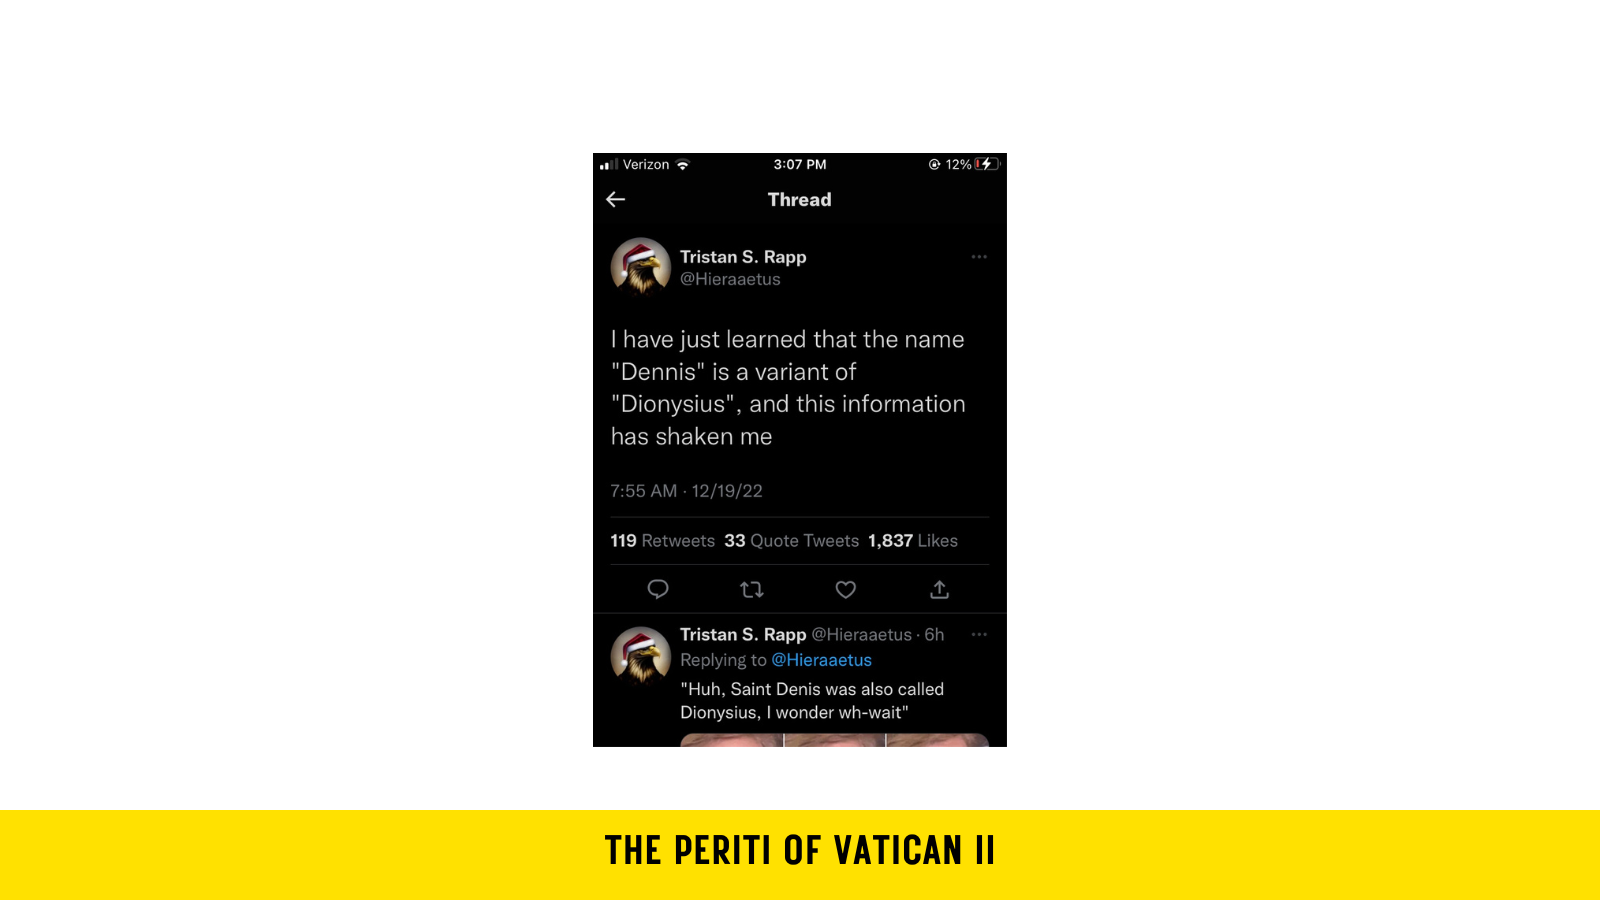 Verizon 3:07 PM 12%
Thread
Tristan S. Rapp
@Hieraaetus
I have just learned that the name
"Dennis" is a variant of
"Dionysius", and this information
has shaken me
7:55 AM · 12/19/22
119 Retweets 33 Quote Tweets 1,837 Likes
Tristan S. Rapp @Hieraaetus · 6h
Replying to @Hieraaetus
"Huh, Saint Denis was also called
Dionysius, I wonder wh-wait"
THE PERITI OF VATICAN II